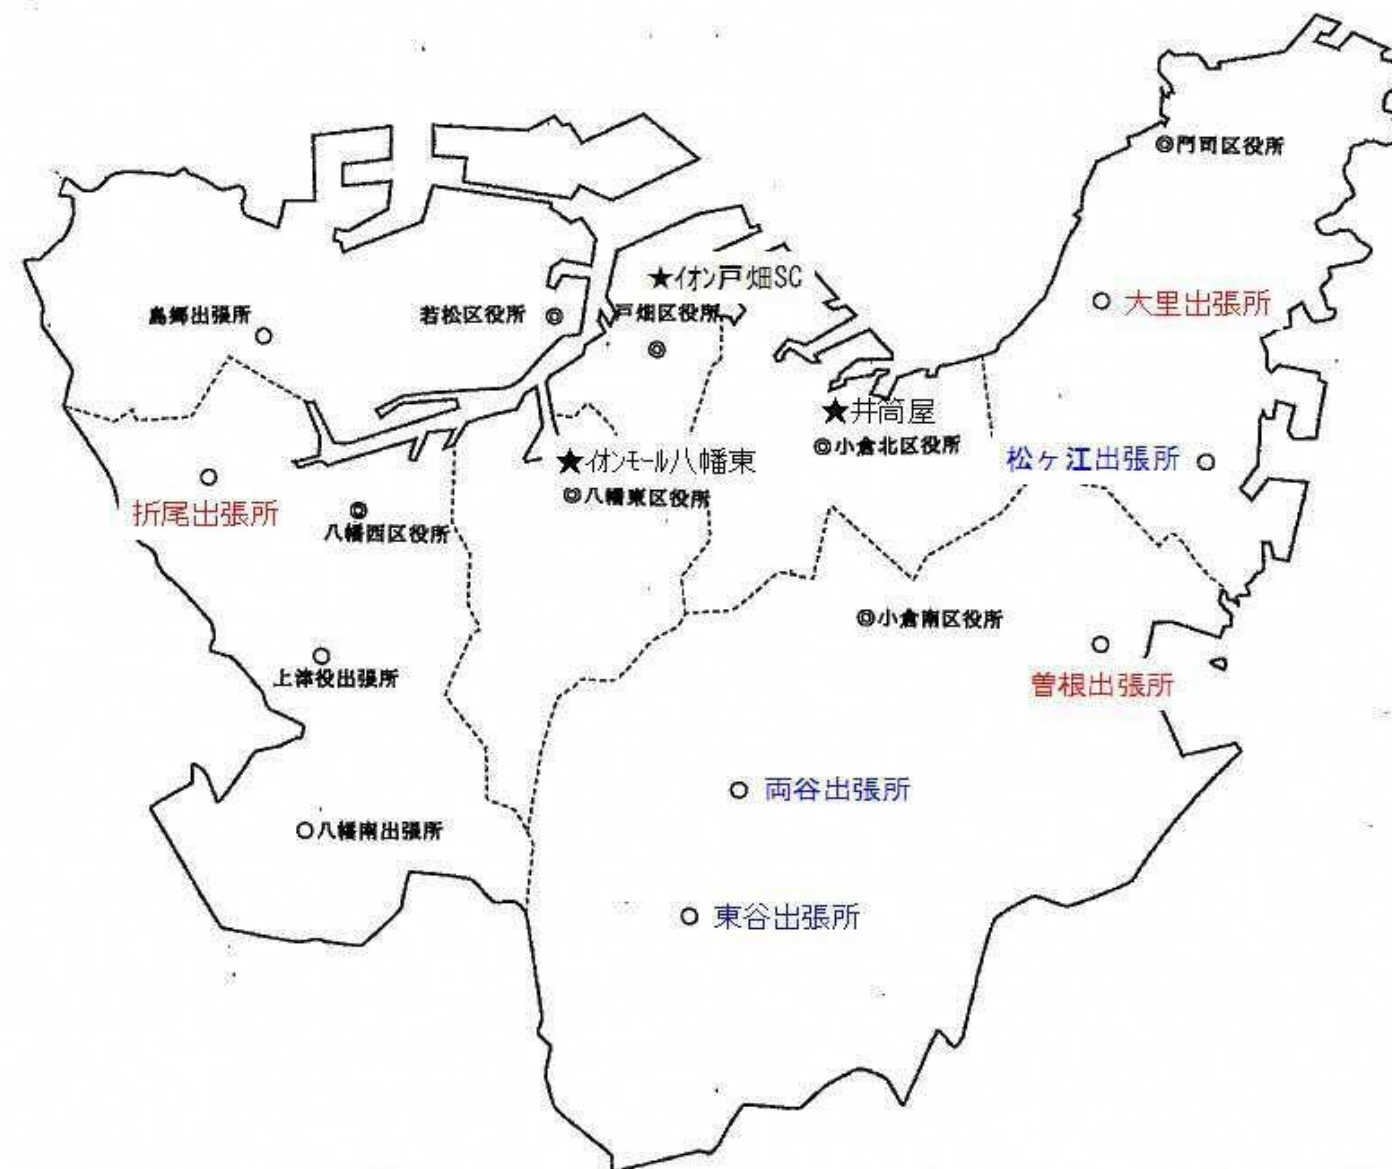 ◎門司区役所
★イオン戸畑SC
大里出張所
島郷出張所
若松区役所
戸畑区役所
★井筒屋
◎小倉北区役所
松ヶ江出張所
★イオンモール八幡東
◎八幡東区役所
折尾出張所
八幡西区役所
◎小倉南区役所
上津役出張所
曽根出張所
両谷出張所
○八幡南出張所
東谷出張所